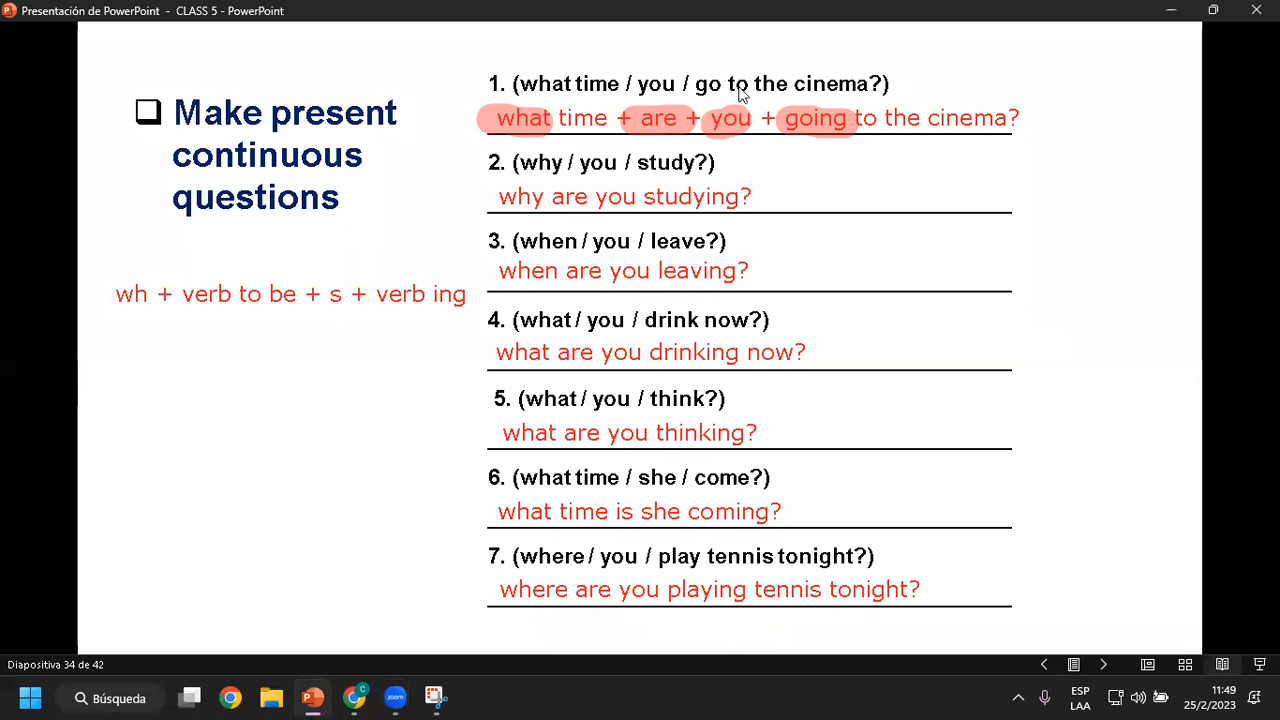 Presentación de PowerPoint - CLASS 5 - PowerPoint
Make present
continuous
questions
wh + verb to be + s + verb ing
1. (what time / you / go to the cinema?)
what time + are + you + going to the cinema?
2. (why / you / study?)
why are you studying?
3. (when / you / leave?)
when are you leaving?
4. (what / you / drink now?)
what are you drinking now?
5. (what / you / think?)
what are you thinking?
6. (what time / she / come?)
what time is she coming?
7. (where / you / play tennis tonight?)
where are you playing tennis tonight?
Diapositiva 34 de 42
Búsqueda
zoom
ESP
LAA
11:49
25/2/2023